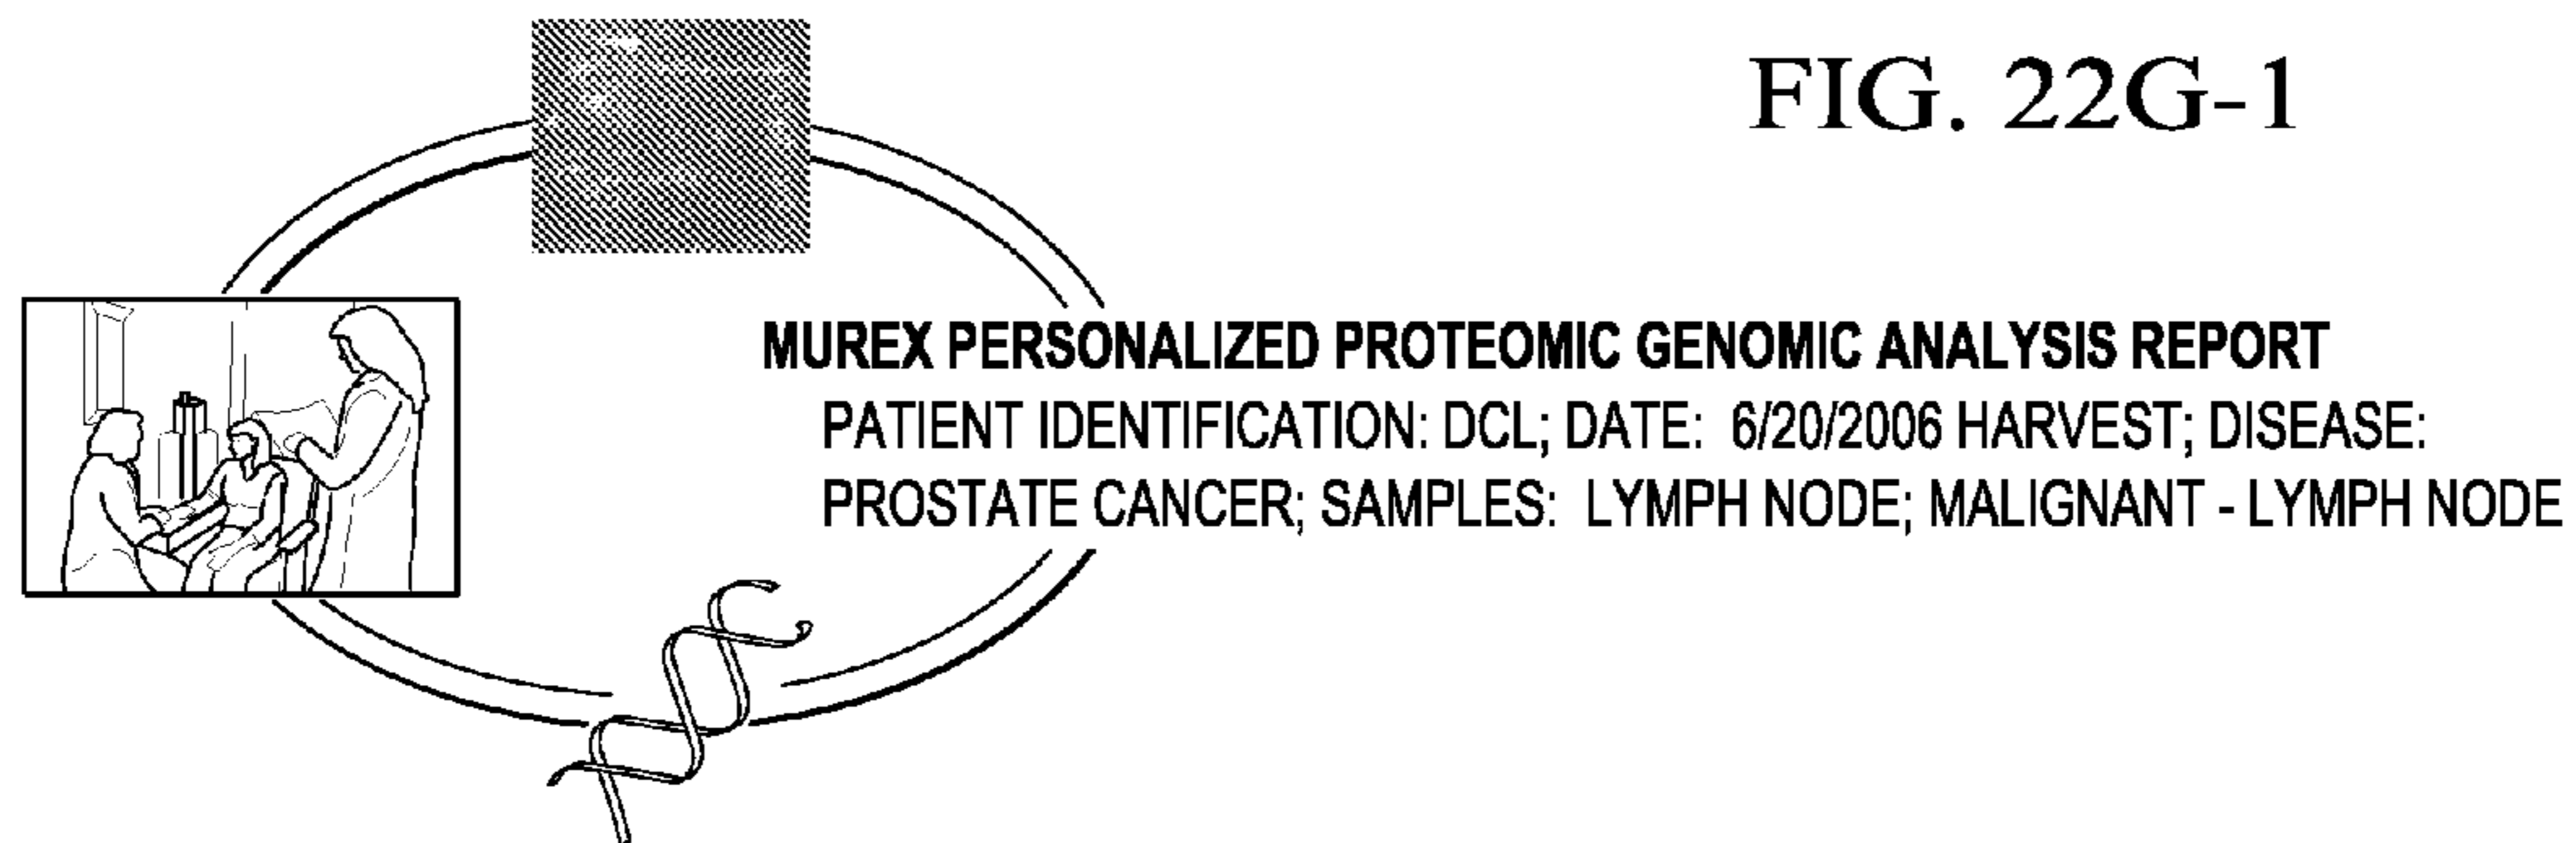 FIG. 22G-1
MUREX PERSONALIZED PROTEOMIC GENOMIC ANALYSIS REPORT
PATIENT IDENTIFICATION: DCL; DATE: 6/20/2006 HARVEST; DISEASE:
PROSTATE CANCER; SAMPLES: LYMPH NODE; MALIGNANT - LYMPH NODE